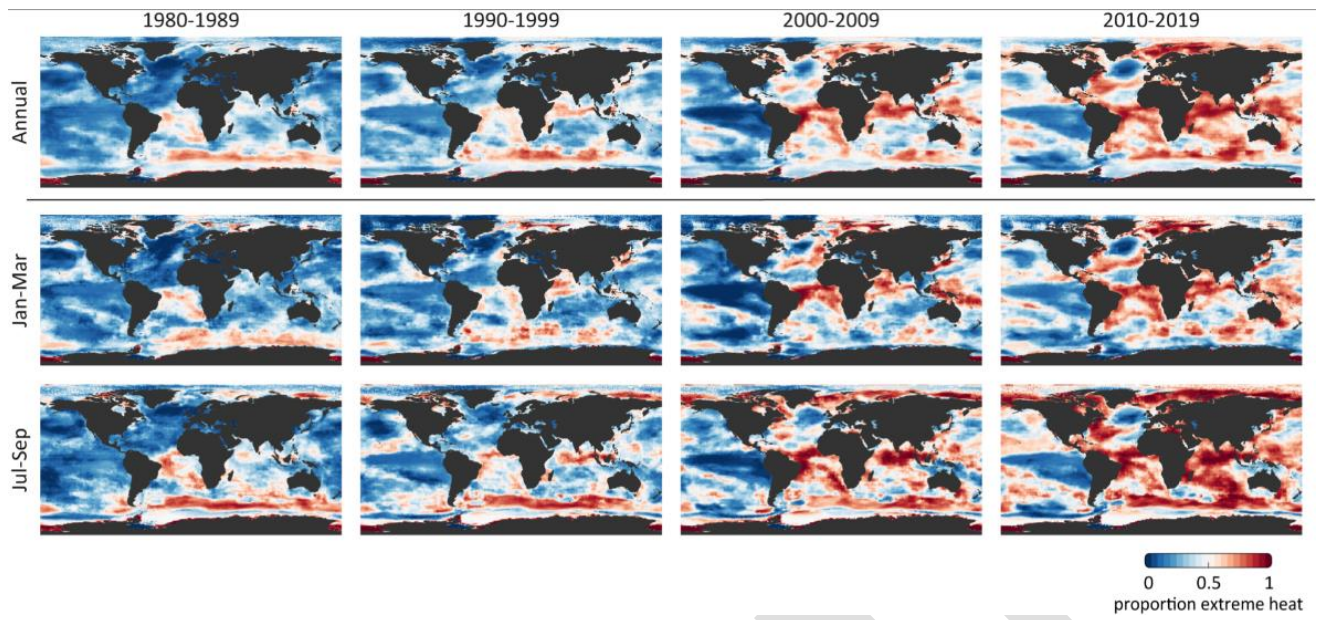 1980-1989 1990-1999 2000-2009 2010-2019
Annual
Jan-Mar
Jul-Sep
0 0.5 1
proportion extreme heat